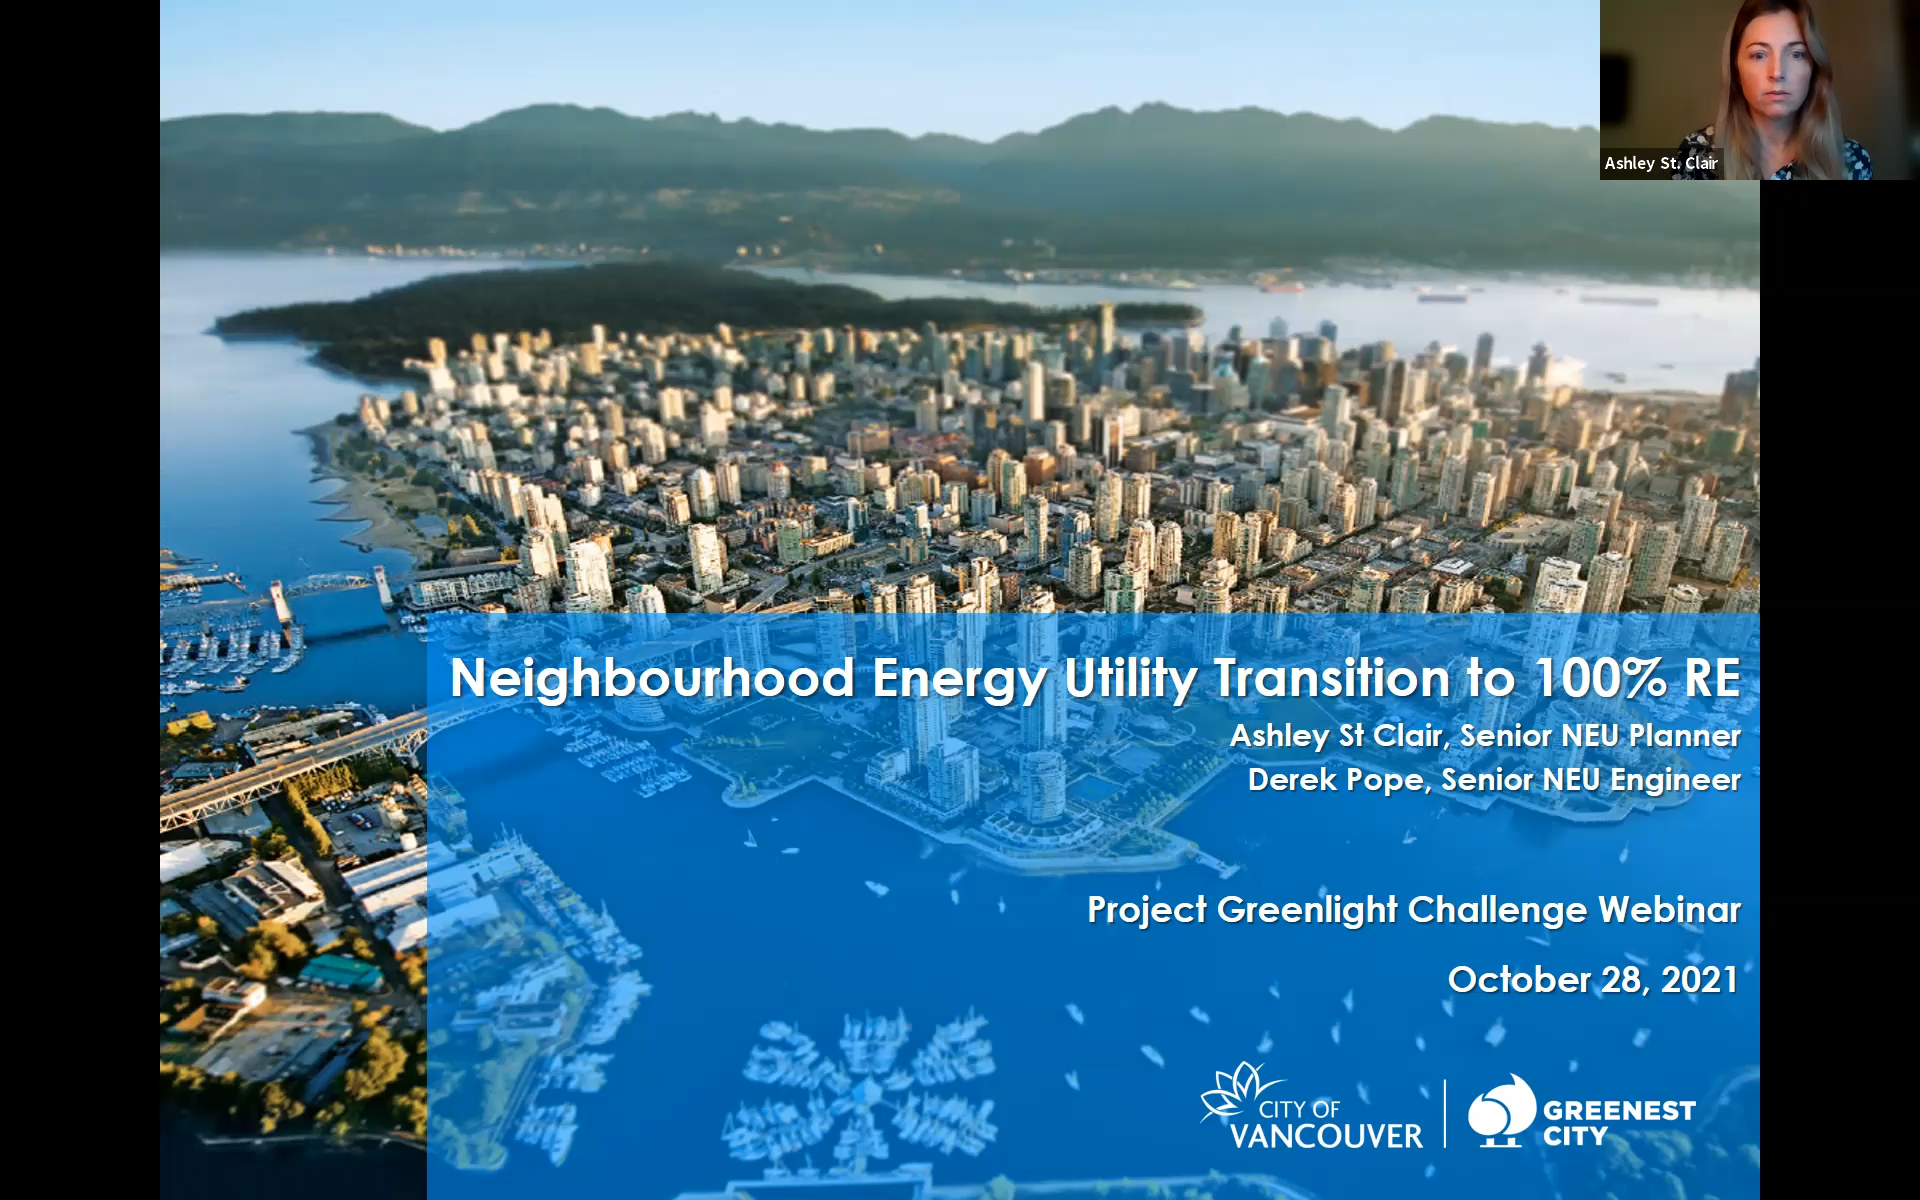 Ashley St. Clair
Neighbourhood Energy Utility Transition to 100% RE
Ashley St Clair, Senior NEU Planner
Derek Pope, Senior NEU Engineer
Project Greenlight Challenge Webinar
October 28, 2021
CITY OF
VANCOUVER
GREENEST
CITY